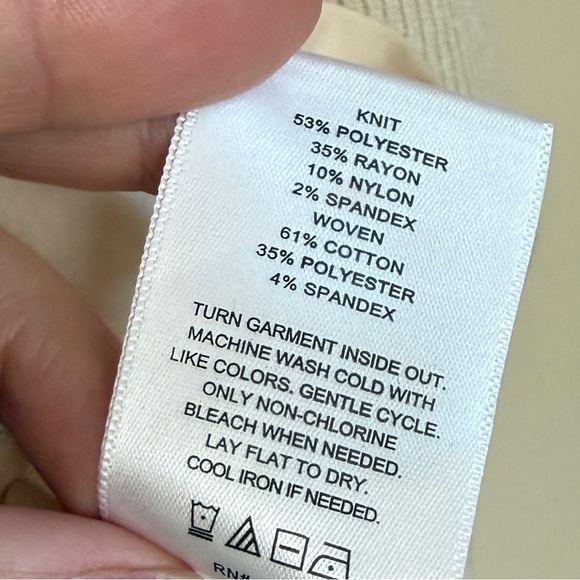 KNIT
53% POLYESTER
35% RAYON
10% NYLON
2% SPANDEX
WOVEN
61% COTTON
35% POLYESTER
4% SPANDEX
TURN GARMENT INSIDE OUT.
MACHINE WASH COLD WITH
LIKE COLORS. GENTLE CYCLE.
ONLY NON-CHLORINE
BLEACH WHEN NEEDED.
LAY FLAT TO DRY.
COOL IRON IF NEEDED.
RN#